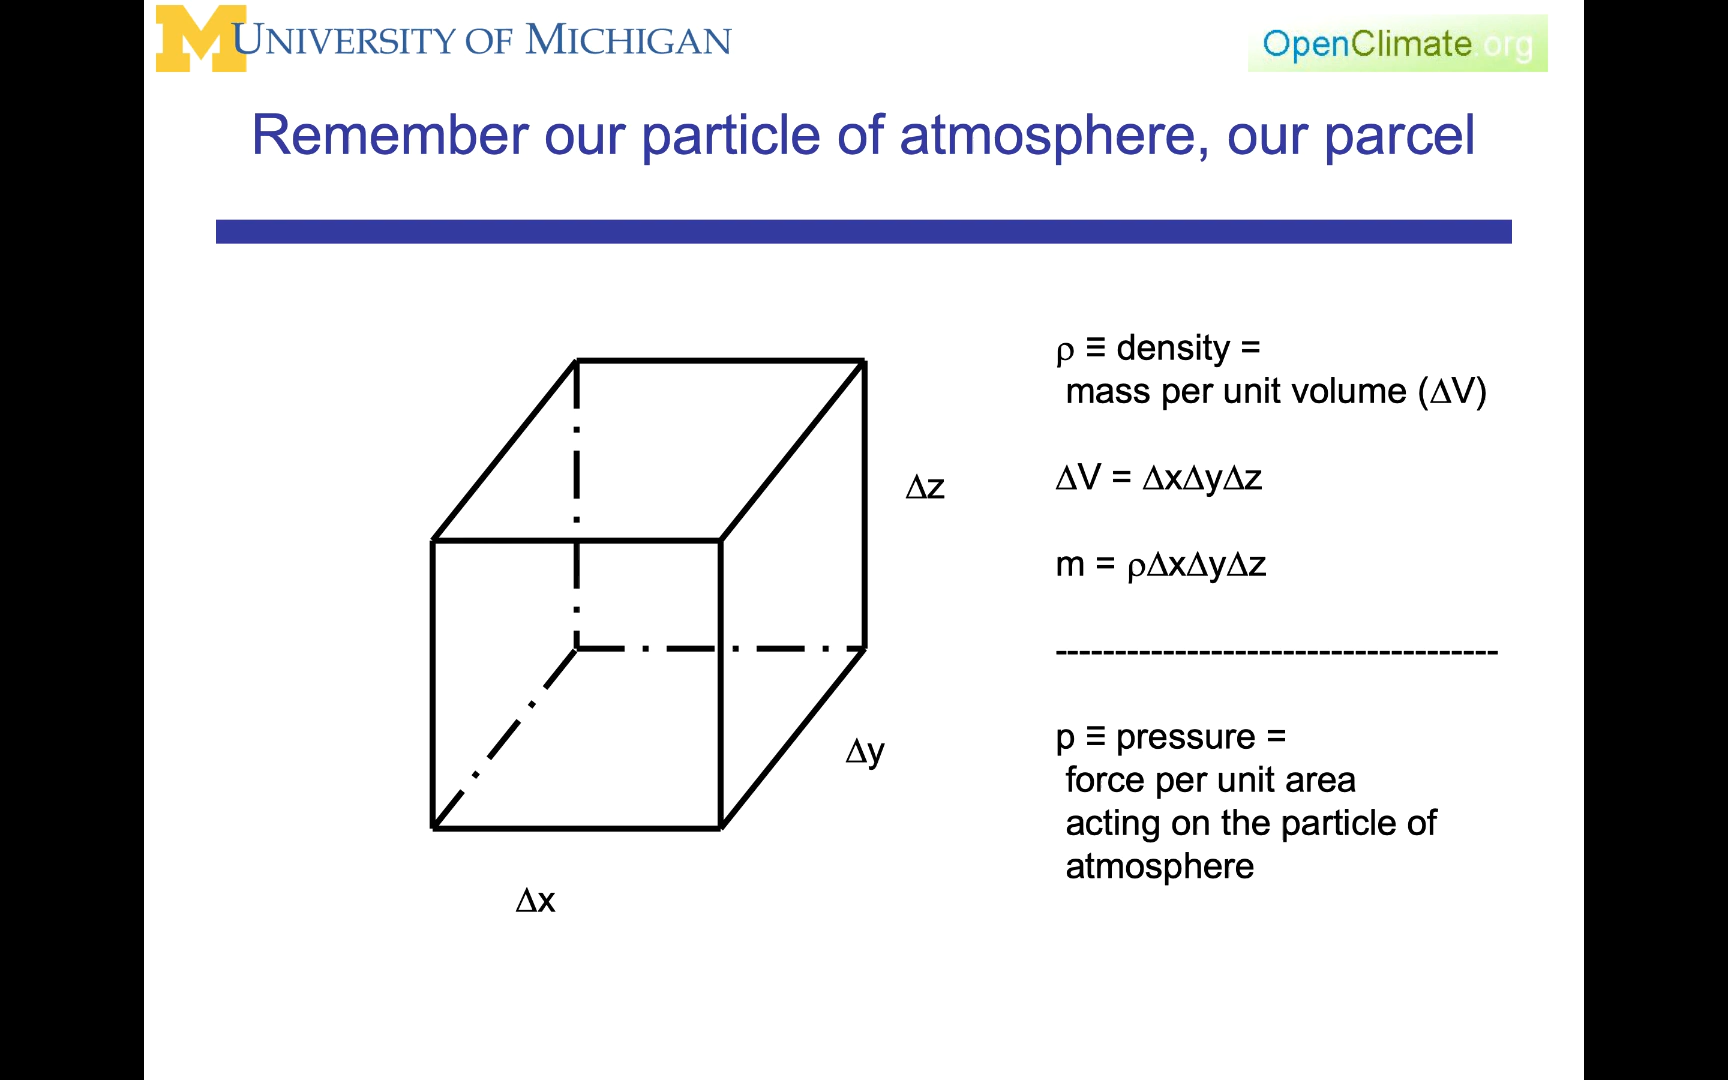 M UNIVERSITY OF MICHIGAN
OpenClimate.org
Remember our particle of atmosphere, our parcel
ρ ≡ density =
mass per unit volume (ΔV)
ΔV = ΔxΔyΔz
m = ρΔxΔyΔz
-------------------------------------
p ≡ pressure =
force per unit area
acting on the particle of
atmosphere
Δz
Δy
Δx